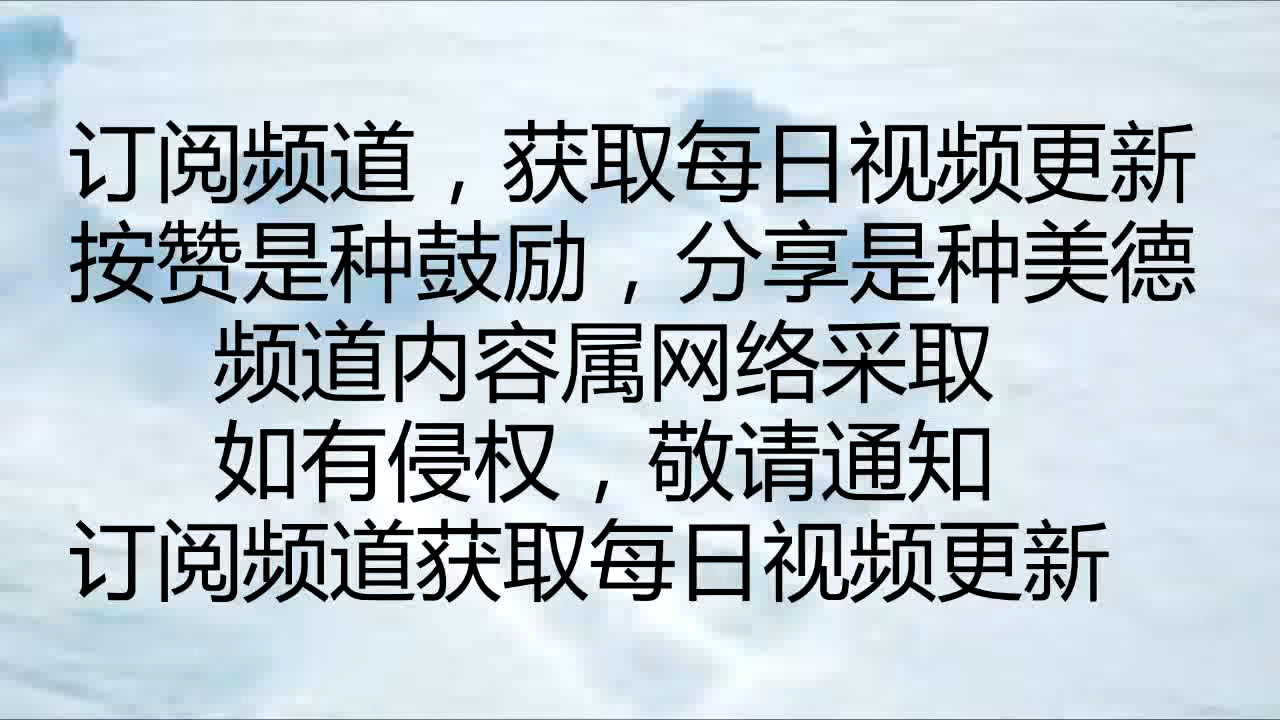 订阅频道，获取每日视频更新
按赞是种鼓励，分享是种美德
频道内容属网络采取
如有侵权，敬请通知
订阅频道获取每日视频更新